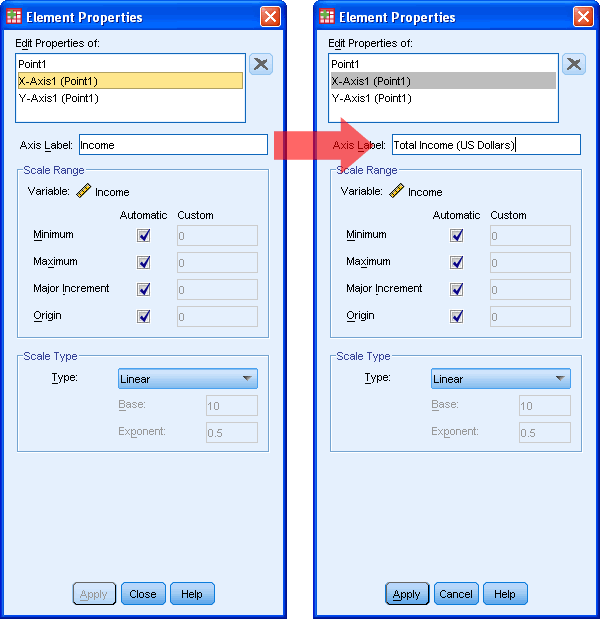 Element Properties
Edit Properties of:
Point1
X-Axis1 (Point1)
Y-Axis1 (Point1)
Axis Label: Income
Scale Range
Variable: Income
Automatic Custom
Minimum 0
Maximum 0
Major Increment 0
Origin 0
Scale Type
Type: Linear
Base: 10
Exponent: 0.5
Apply Close Help
Element Properties
Edit Properties of:
Point1
X-Axis1 (Point1)
Y-Axis1 (Point1)
Axis Label: Total Income (US Dollars)
Scale Range
Variable: Income
Automatic Custom
Minimum 0
Maximum 0
Major Increment 0
Origin 0
Scale Type
Type: Linear
Base: 10
Exponent: 0.5
Apply Cancel Help